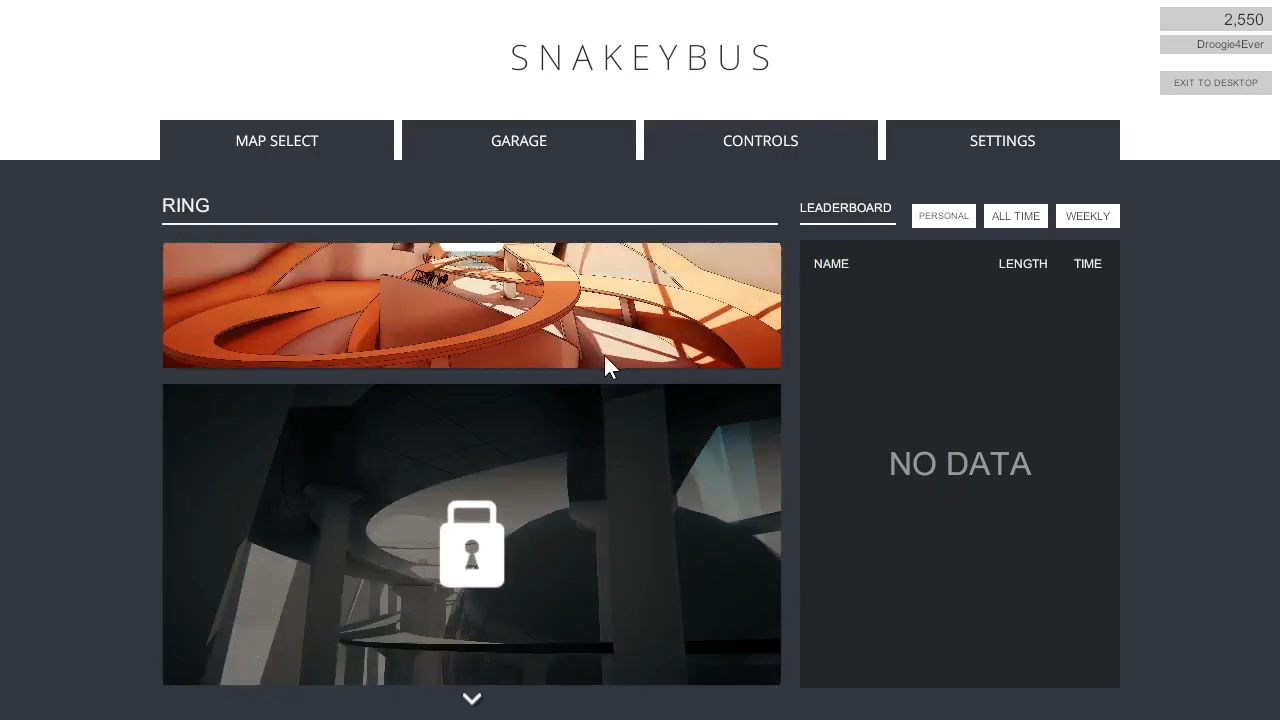 2,550
SNAKEYBUS
Droogie4Ever
EXIT TO DESKTOP
MAP SELECT
GARAGE
CONTROLS
SETTINGS
RING
LEADERBOARD
PERSONAL
ALL TIME
WEEKLY
NAME
LENGTH
TIME
NO DATA